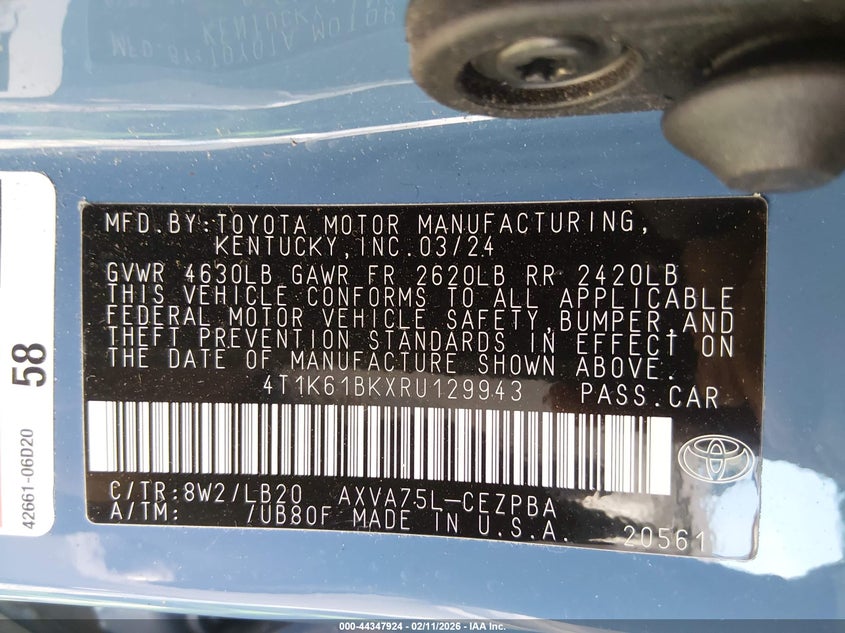 MFD.BY:TOYOTA MOTOR MANUFACTURING,
KENTUCKY,INC.03/24
GVWR 4630LB GAWR FR 2620LB RR 2420LB
THIS VEHICLE CONFORMS TO ALL APPLICABLE
FEDERAL MOTOR VEHICLE SAFETY,BUMPER,AND
THEFT PREVENTION STANDARDS IN EFFECT ON
THE DATE OF MANUFACTURE SHOWN ABOVE.
4T1K61BKXRU129943 PASS.CAR
C/TR:8W2/LB20 AXVA75L-CEZPBA
A/TM: /UB80F MADE IN U.S.A. 20561
58
42661-06D20
000-44347924 | 02/11/2026 - IAA Inc.